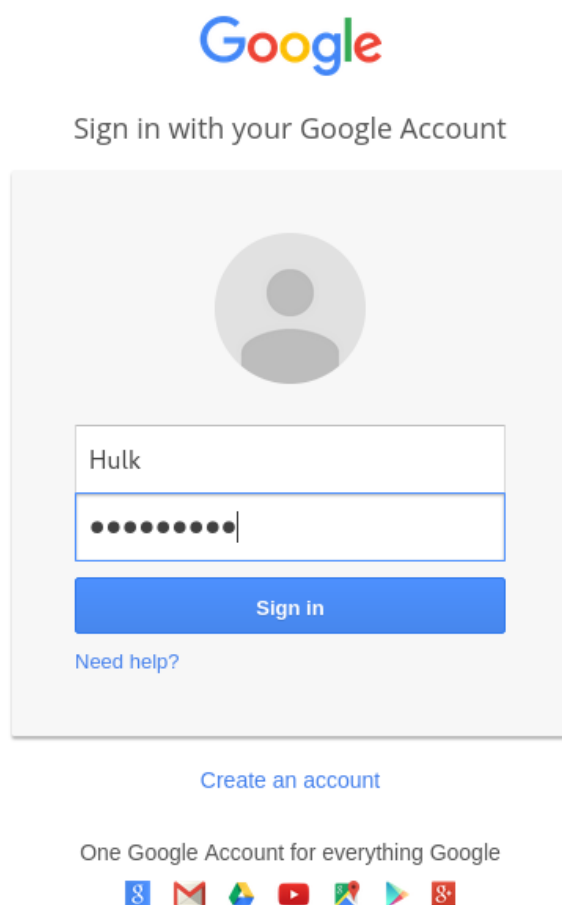 Google
Sign in with your Google Account
Hulk
•••••••••
Sign in
Need help?
Create an account
One Google Account for everything Google